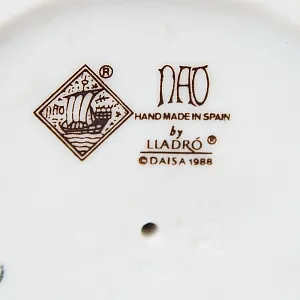 NAO
®
NAO
HAND MADE IN SPAIN
by
LLADRÓ ®
© DAISA 1988